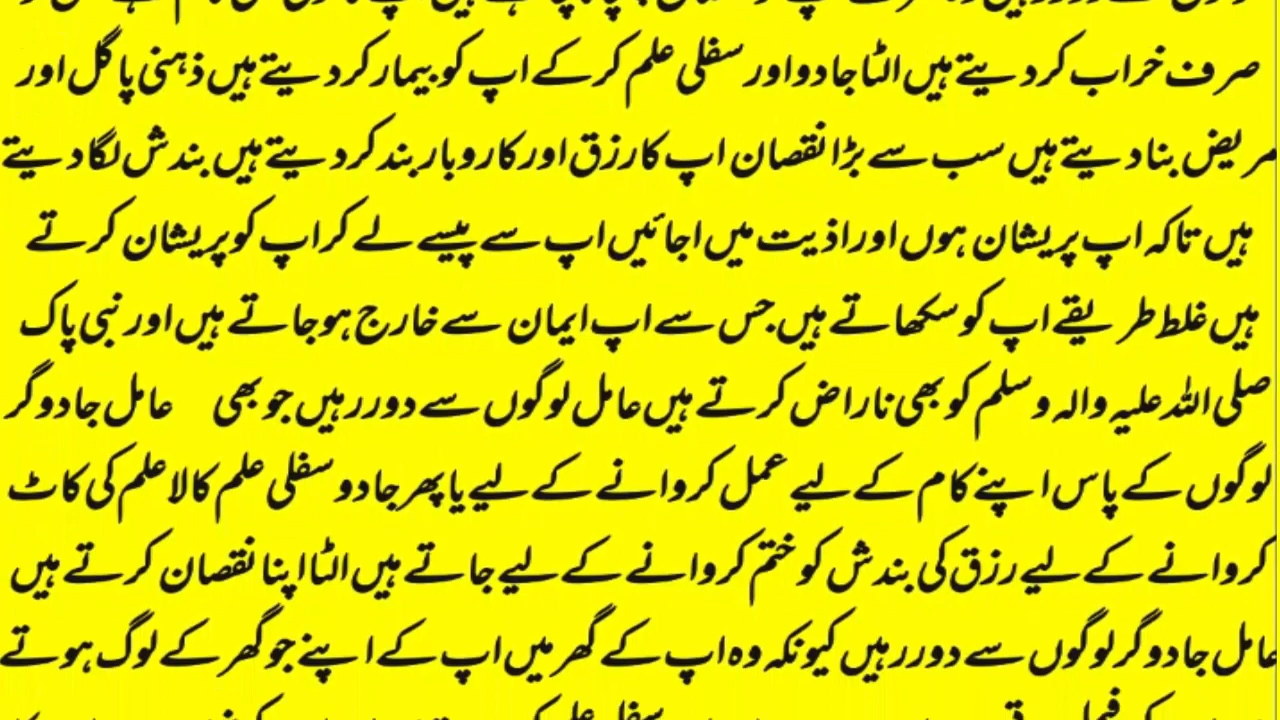 صرف خراب کر دیتے ہیں الٹا جادو اور سفلی علم کر کے اپ کو بیمار کر دیتے ہیں ذہنی پاگل اور
مریض بنا دیتے ہیں سب سے بڑا نقصان اپ کا رزق اور کاروبار بند کر دیتے ہیں بندش لگا دیتے
ہیں تاکہ اپ پریشان ہوں اور اذیت میں اجائیں اپ سے پیسے لے کر اپ کو پریشان کرتے
ہیں غلط طریقے اپ کو سکھاتے ہیں جس سے اپ ایمان سے خارج ہو جاتے ہیں اور نبی پاک
صلی اللہ علیہ والہ وسلم کو بھی ناراض کرتے ہیں عامل لوگوں سے دور رہیں جو بھی عامل جادوگر
لوگوں کے پاس اپنے کام کے لیے عمل کروانے کے لیے یا پھر جادو سفلی علم کالا علم کی کاٹ
کروانے کے لیے رزق کی بندش کو ختم کروانے کے لیے جاتے ہیں الٹا اپنا نقصان کرتے ہیں
عامل جادوگر لوگوں سے دور رہیں کیونکہ وہ اپ کے گھر میں اپ کے اپنے جو گھر کے لوگ ہوتے